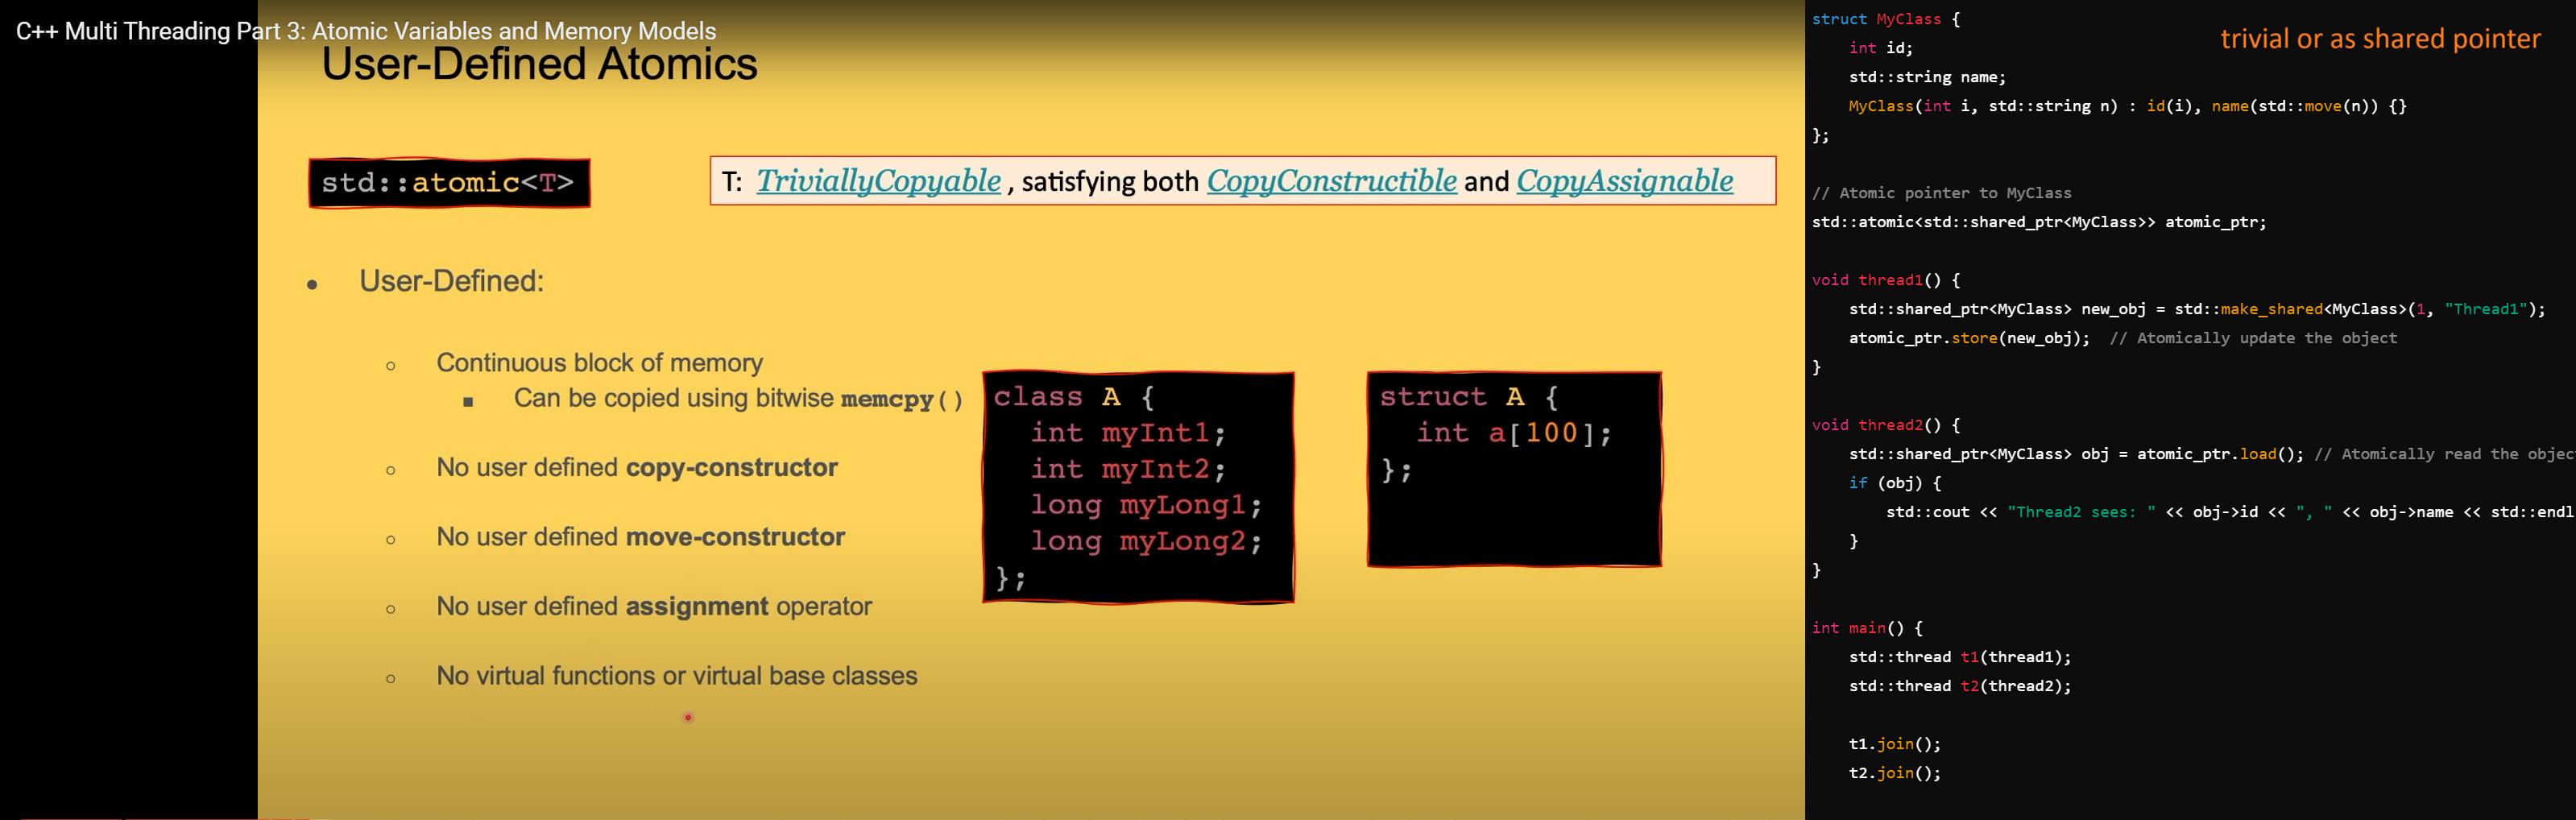 C++ Multi Threading Part 3: Atomic Variables and Memory Models
User-Defined Atomics
std::atomic<T>
T: TriviallyCopyable , satisfying both CopyConstructible and CopyAssignable
• User-Defined:
○ Continuous block of memory
■ Can be copied using bitwise memcpy()
○ No user defined copy-constructor
○ No user defined move-constructor
○ No user defined assignment operator
○ No virtual functions or virtual base classes
class A {
int myInt1;
int myInt2;
long myLong1;
long myLong2;
};
struct A {
int a[100];
};
trivial or as shared pointer
struct MyClass {
int id;
std::string name;
MyClass(int i, std::string n) : id(i), name(std::move(n)) {}
};
// Atomic pointer to MyClass
std::atomic<std::shared_ptr<MyClass>> atomic_ptr;
void thread1() {
std::shared_ptr<MyClass> new_obj = std::make_shared<MyClass>(1, "Thread1");
atomic_ptr.store(new_obj); // Atomically update the object
}
void thread2() {
std::shared_ptr<MyClass> obj = atomic_ptr.load(); // Atomically read the objec
if (obj) {
std::cout << "Thread2 sees: " << obj->id << ", " << obj->name << std::endl
}
}
int main() {
std::thread t1(thread1);
std::thread t2(thread2);
t1.join();
t2.join();